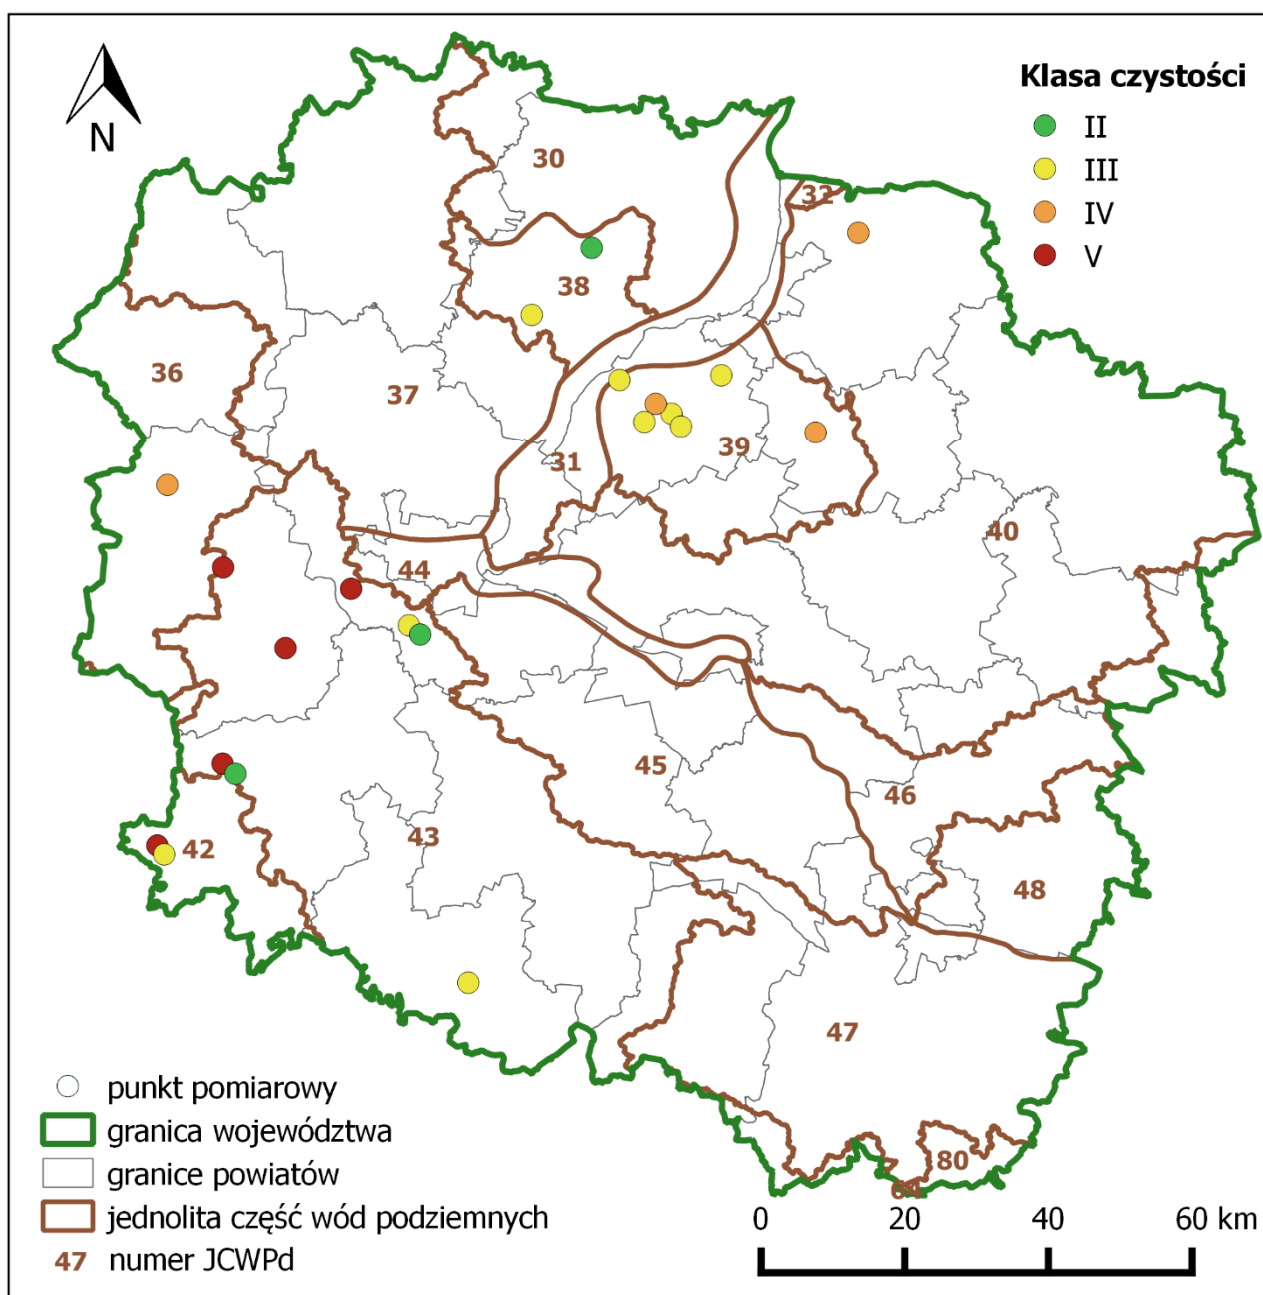 N
Klasa czystości
II
III
IV
V
30
32
38
36
37
39
31
40
44
45
46
43
42
48
47
80
punkt pomiarowy
granica województwa
granice powiatów
jednolita część wód podziemnych
47 numer JCWPd
0 20 40 60 km